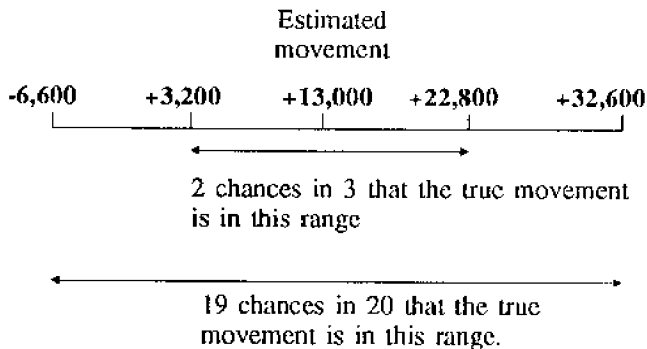 Estimated
movement
-6,600 +3,200 +13,000 +22,800 +32,600
2 chances in 3 that the true movement
is in this range
19 chances in 20 that the true
movement is in this range.